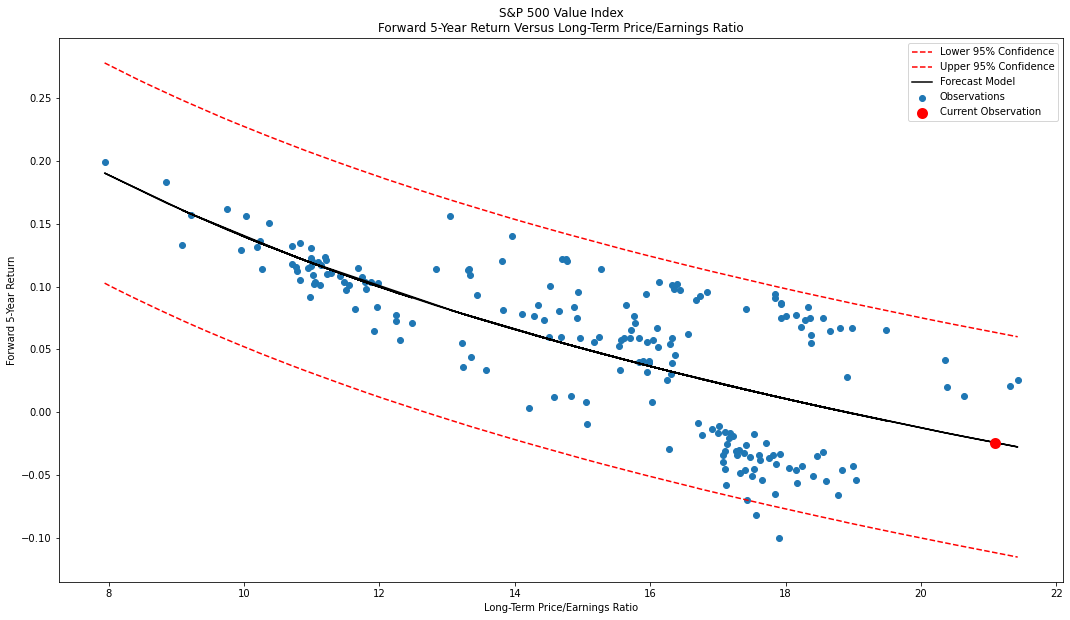 S&P 500 Value Index
Forward 5-Year Return Versus Long-Term Price/Earnings Ratio
Lower 95% Confidence
Upper 95% Confidence
Forecast Model
Observations
Current Observation
Forward 5-Year Return
0.25
0.20
0.15
0.10
0.05
0.00
−0.05
−0.10
8
10
12
14
16
18
20
22
Long-Term Price/Earnings Ratio